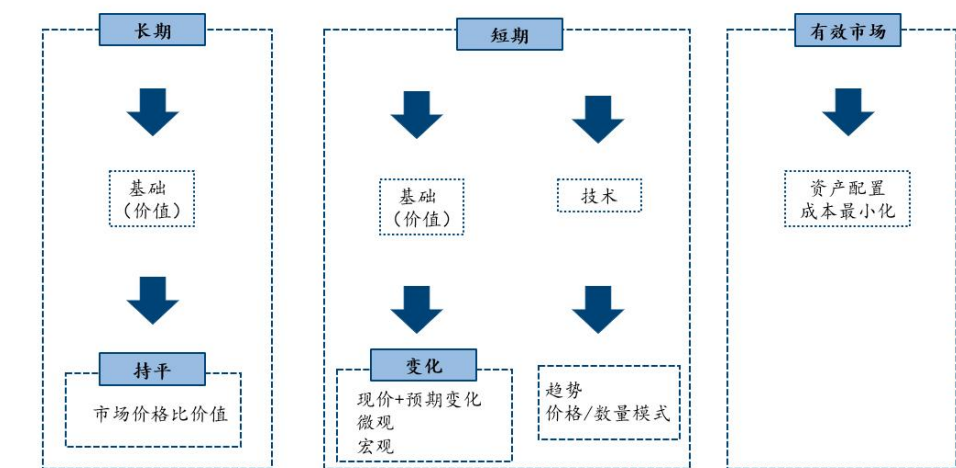 长期
基础
（价值）
持平
市场价格比价值
短期
基础
（价值）
变化
现价+预期变化
微观
宏观
技术
趋势
价格/数量模式
有效市场
资产配置
成本最小化